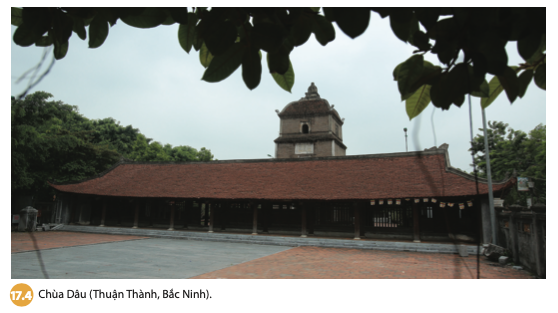 17.4 Chùa Dâu (Thuận Thành, Bắc Ninh).